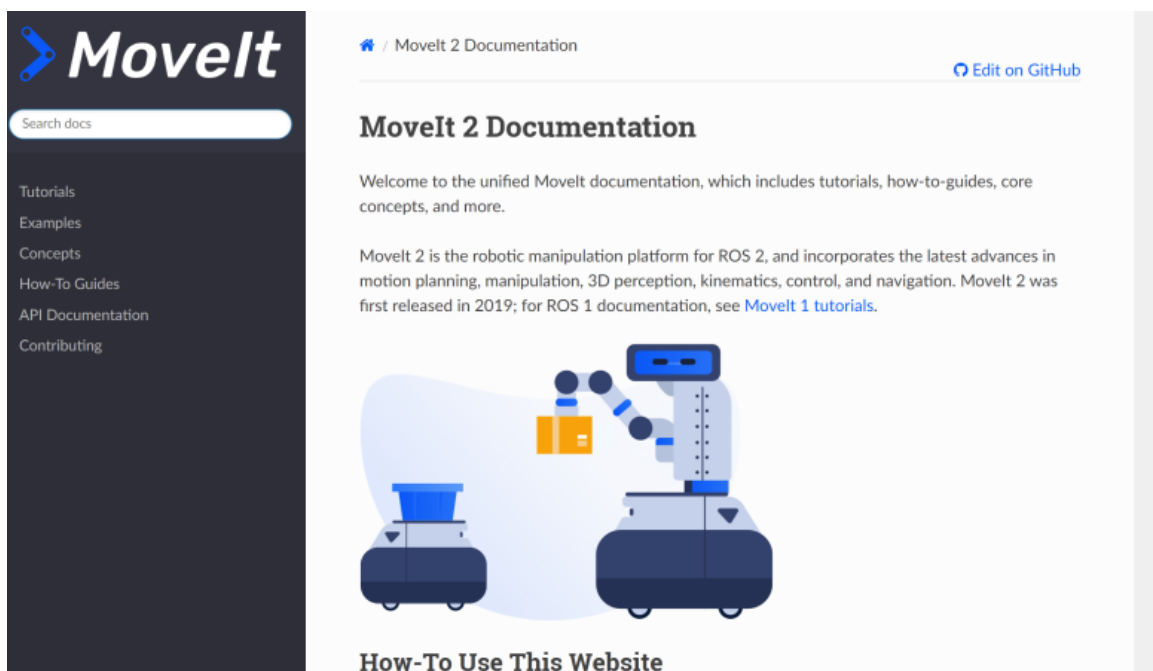 MoveIt
Search docs
Tutorials
Examples
Concepts
How-To Guides
API Documentation
Contributing
/ MoveIt 2 Documentation
Edit on GitHub
MoveIt 2 Documentation
Welcome to the unified MoveIt documentation, which includes tutorials, how-to-guides, core
concepts, and more.
MoveIt 2 is the robotic manipulation platform for ROS 2, and incorporates the latest advances in
motion planning, manipulation, 3D perception, kinematics, control, and navigation. MoveIt 2 was
first released in 2019; for ROS 1 documentation, see MoveIt 1 tutorials.
How-To Use This Website